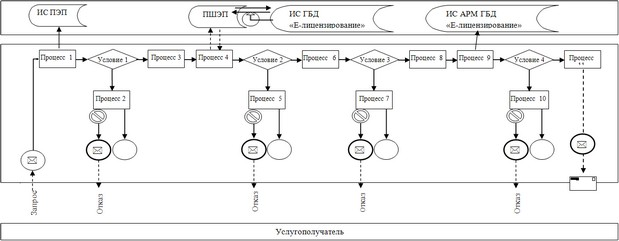 ИС ПЭП
ПШЭП
ИС ГБД
«Е-лицензирование»
ИС АРМ ГБД
«Е-лицензирование»
Процесс 1
Условие 1
Процесс 3
Процесс 4
Условие 2
Процесс 6
Условие 3
Процесс 8
Процесс 9
Условие 4
Процесс
Процесс 2
Процесс 5
Процесс 7
Процесс 10
Запрос
Отказ
Отказ
Отказ
Отказ
Услугополучатель